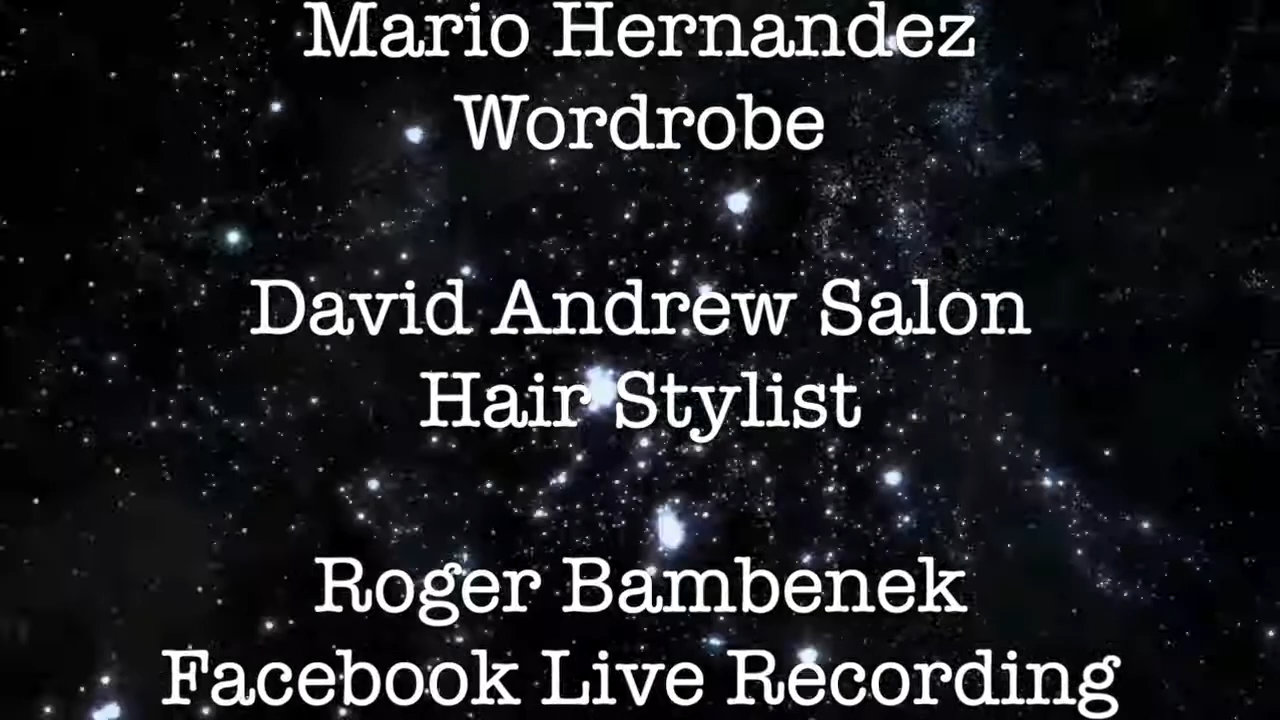 Mario Hernandez
Wordrobe
David Andrew Salon
Hair Stylist
Roger Bambenek
Facebook Live Recording